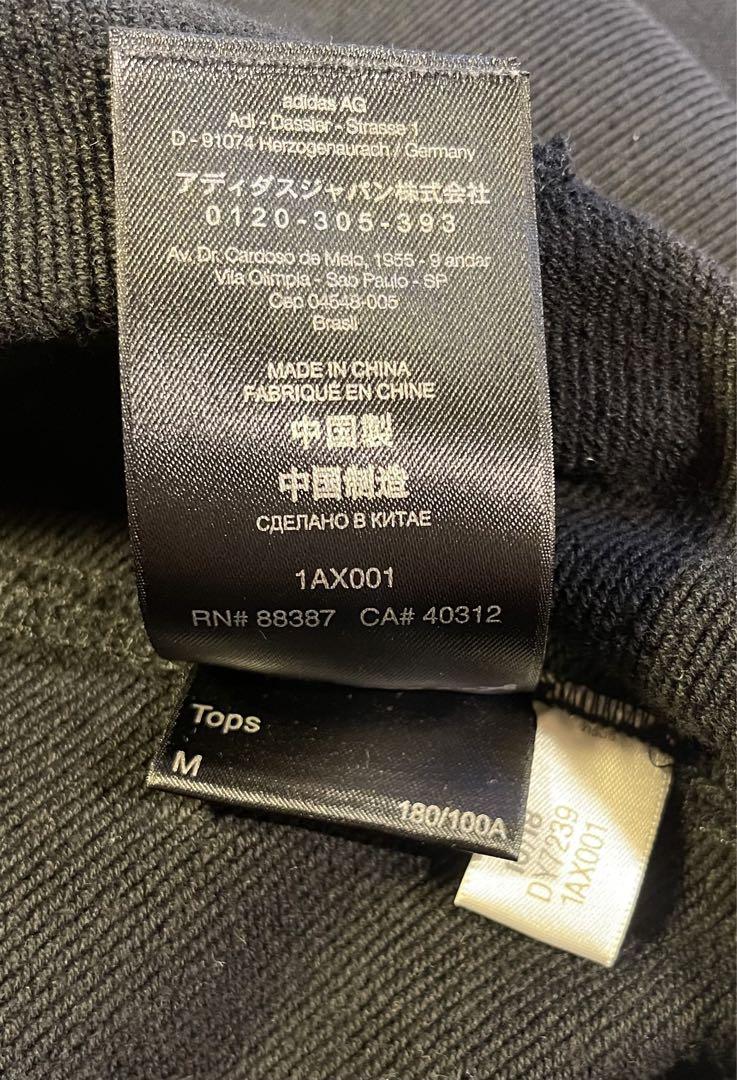 adidas AG
Adi - Dassler - Strasse 1
D - 91074 Herzogenaurach / Germany
アディダスジャパン株式会社
0120-305-393
Av. Dr. Cardoso de Melo, 1955 - 9 andar
Vila Olimpia - Sao Paulo - SP
Cep 04548-005
Brasil
MADE IN CHINA
FABRIQUÉ EN CHINE
中国製
中国制造
СДЕЛАНО В КИТАЕ
1AX001
RN# 88387 CA# 40312
Tops
M
180/100A
DY7239
1AX001